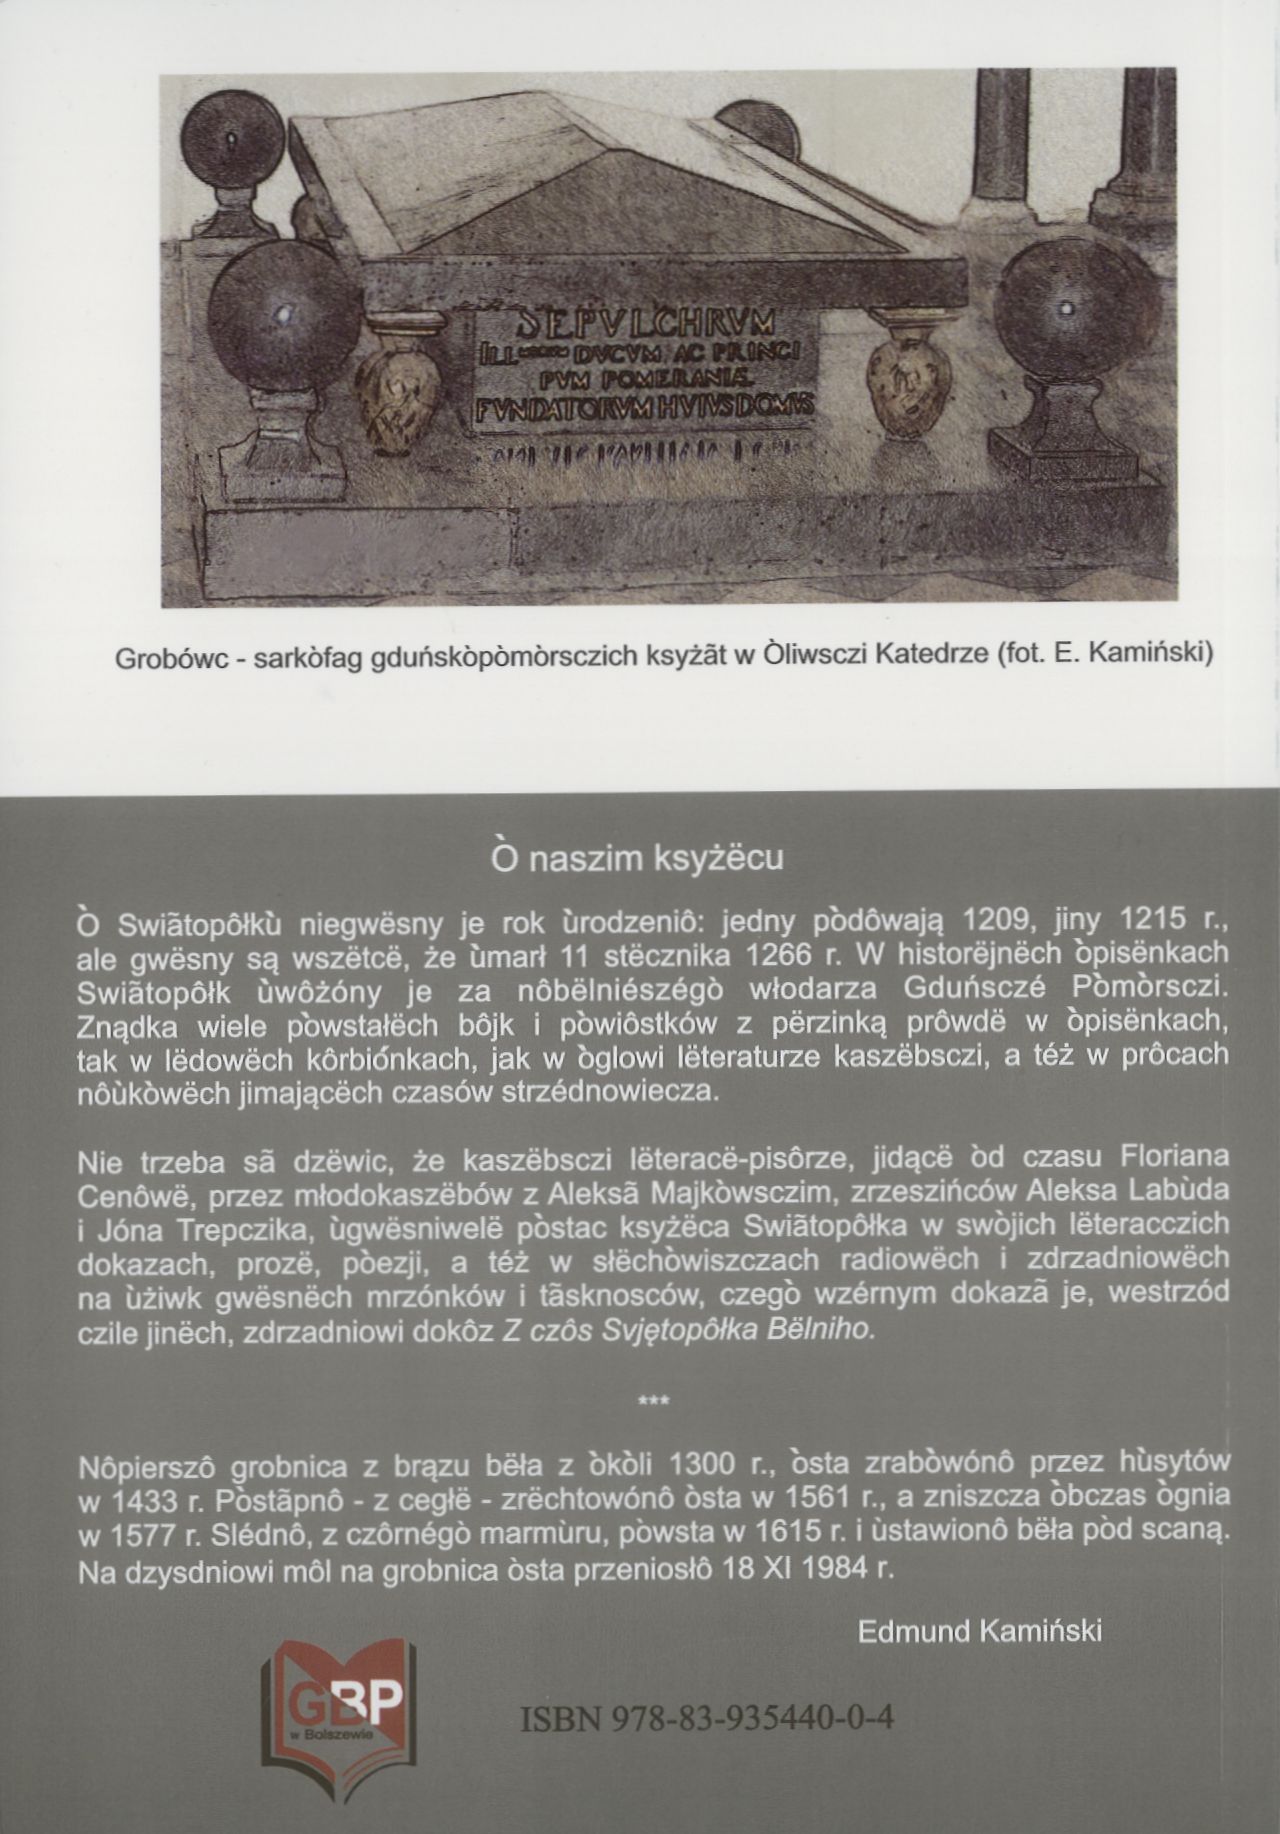 SEPVLCHRVM
DVCVM AC PRINCI
PVM POMERANIÆ
FVNDATORVM HVIVS DOMVS
Grobówc - sarkòfag gduńskòpòmòrsczich ksyżãt w Òliwsczi Katedrze (fot. E. Kamiński)
Ò naszim ksyżëcu
Ò Swiãtopôłkù niegwësny je rok ùrodzeniô: jedny pòdôwają 1209, jiny 1215 r.,
ale gwësny są wszëtcë, że ùmarł 11 stëcznika 1266 r. W historëjnëch òpisënkach
Swiãtopôłk ùwôżóny je za nôbëlniészégò włodarza Gduńsczé Pòmòrsczi.
Znądka wiele pòwstałëch bôjk i pòwiôstków z përzinką prôwdë w òpisënkach,
tak w lëdowëch kôrbiónkach, jak w òglowi lëteraturze kaszëbsczi, a téż w prôcach
nôùkòwëch jimającëch czasów strzédnowiecza.
Nie trzeba sã dzëwic, że kaszëbsczi lëteracë-pisôrze, jidącë òd czasu Floriana
Cenôwë, przez młodokaszëbów z Aleksã Majkòwsczim, zrzeszińców Aleksa Labùda
i Jóna Trepczika, ùgwësniwelë pòstac ksyżëca Swiãtopôłka w swòjich lëteracczich
dokazach, prozë, pòezji, a téż w słëchòwiszczach radiowëch i zdrzadniowëch
na ùżiwk gwësnëch mrzónków i tãsknosców, czegò wzérnym dokazã je, westrzód
czile jinëch, zdrzadniowi dokôz Z czôs Svjętopôłka Bëlniho.
***
Nôpierszô grobnica z brązu bëła z òkòli 1300 r., òsta zrabòwónô przez hùsytów
w 1433 r. Pòstãpnô - z cegłë - zrëchtowónô òsta w 1561 r., a zniszcza òbczas ògnia
w 1577 r. Slédnô, z czôrnégò marmùru, pòwsta w 1615 r. i ùstawionô bëła pòd scaną.
Na dzysdniowi môl na grobnica òsta przeniosłô 18 XI 1984 r.
Edmund Kamiński
GBP
w Bolszewie
ISBN 978-83-935440-0-4